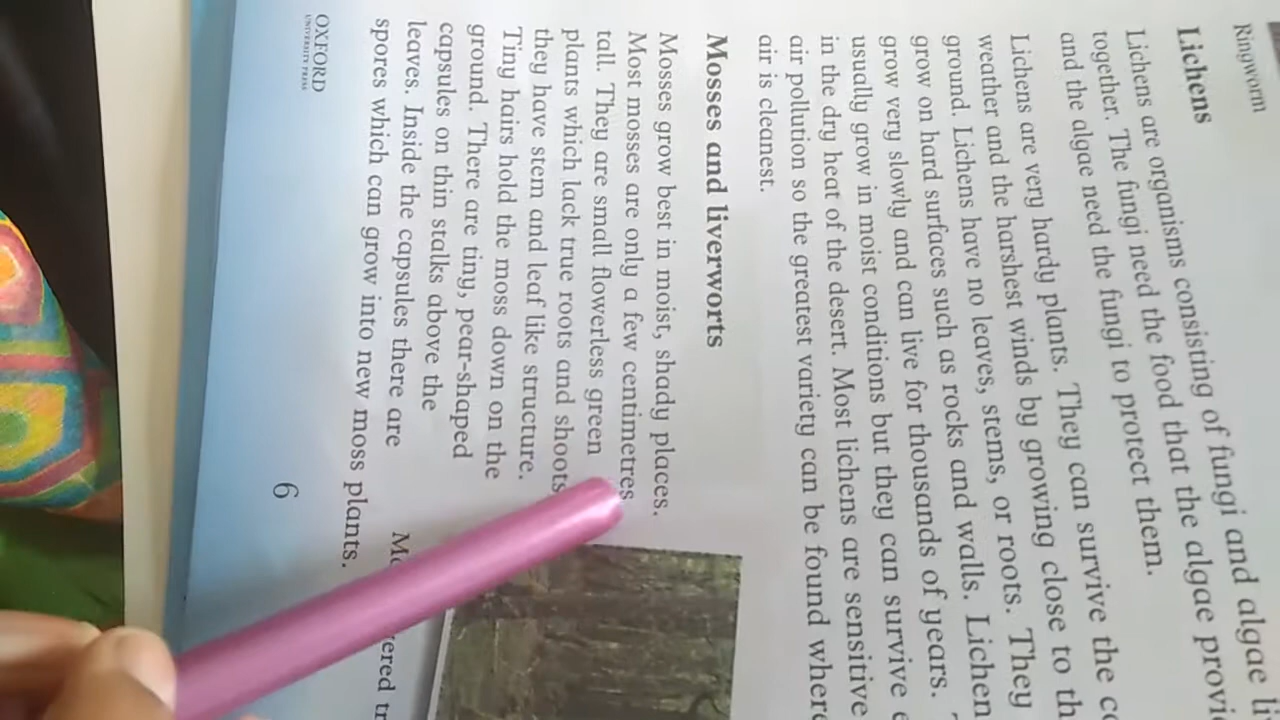 Ringworm
Lichens
Lichens are organisms consisting of fungi and algae
together. The fungi need the food that the algae
and the algae need the fungi to protect them.
Lichens are very hardy plants. They can survive the
weather and the harshest winds by growing close to
ground. Lichens have no leaves, stems, or roots. They
grow on hard surfaces such as rocks and walls.
grow very slowly and can live for thousands of years.
usually grow in moist conditions but they can survive
in the dry heat of the desert. Most lichens are sensitive
air pollution so the greatest variety can be found where
air is cleanest.
Mosses and liverworts
Mosses grow best in moist, shady places.
Most mosses are only a few centimetres
tall. They are small flowerless green
plants which lack true roots and shoots
they have stem and leaf like structure.
Tiny hairs hold the moss down on the
ground. There are tiny, pear-shaped
capsules on thin stalks above the
leaves. Inside the capsules there are
spores which can grow into new moss plants.
OXFORD
UNIVERSITY PRESS
6